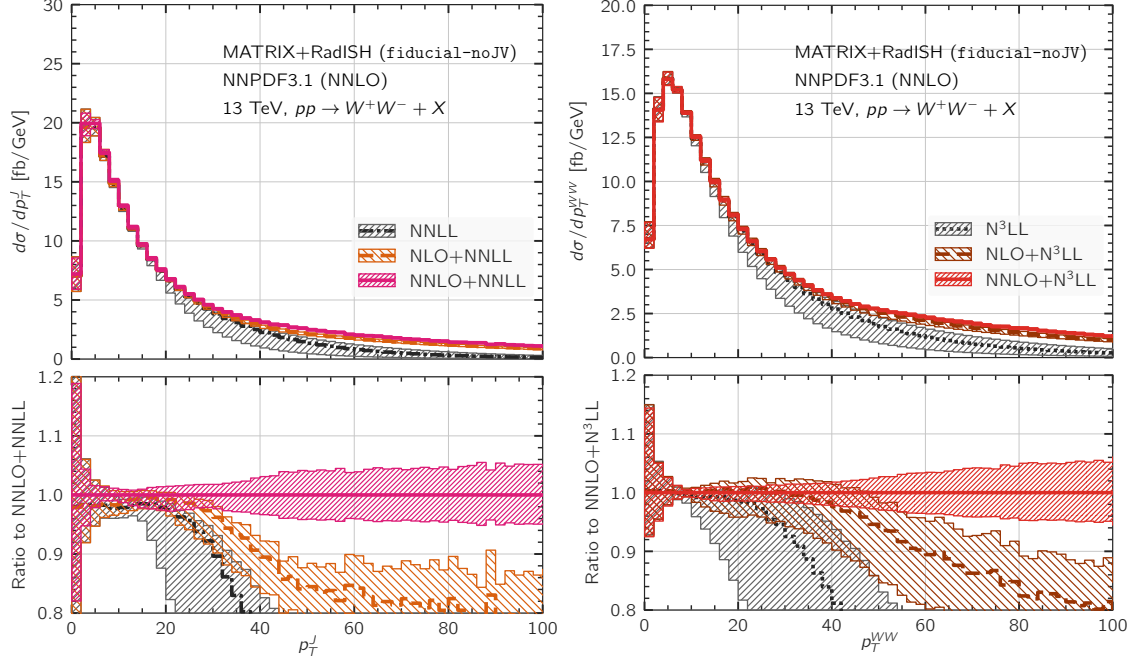 30
25
20
15
10
5
0
dσ/dp_T^J [fb/GeV]
MATRIX+RadISH (fiducial-noJV)
NNPDF3.1 (NNLO)
13 TeV, pp → W⁺W⁻ + X
NNLL
NLO+NNLL
NNLO+NNLL
1.2
1.1
1.0
0.9
0.8
Ratio to NNLO+NNLL
0 20 40 60 80 100
p_T^J
20.0
17.5
15.0
12.5
10.0
7.5
5.0
2.5
0.0
dσ/dp_T^{WW} [fb/GeV]
MATRIX+RadISH (fiducial-noJV)
NNPDF3.1 (NNLO)
13 TeV, pp → W⁺W⁻ + X
N³LL
NLO+N³LL
NNLO+N³LL
1.2
1.1
1.0
0.9
0.8
Ratio to NNLO+N³LL
0 20 40 60 80 100
p_T^{WW}